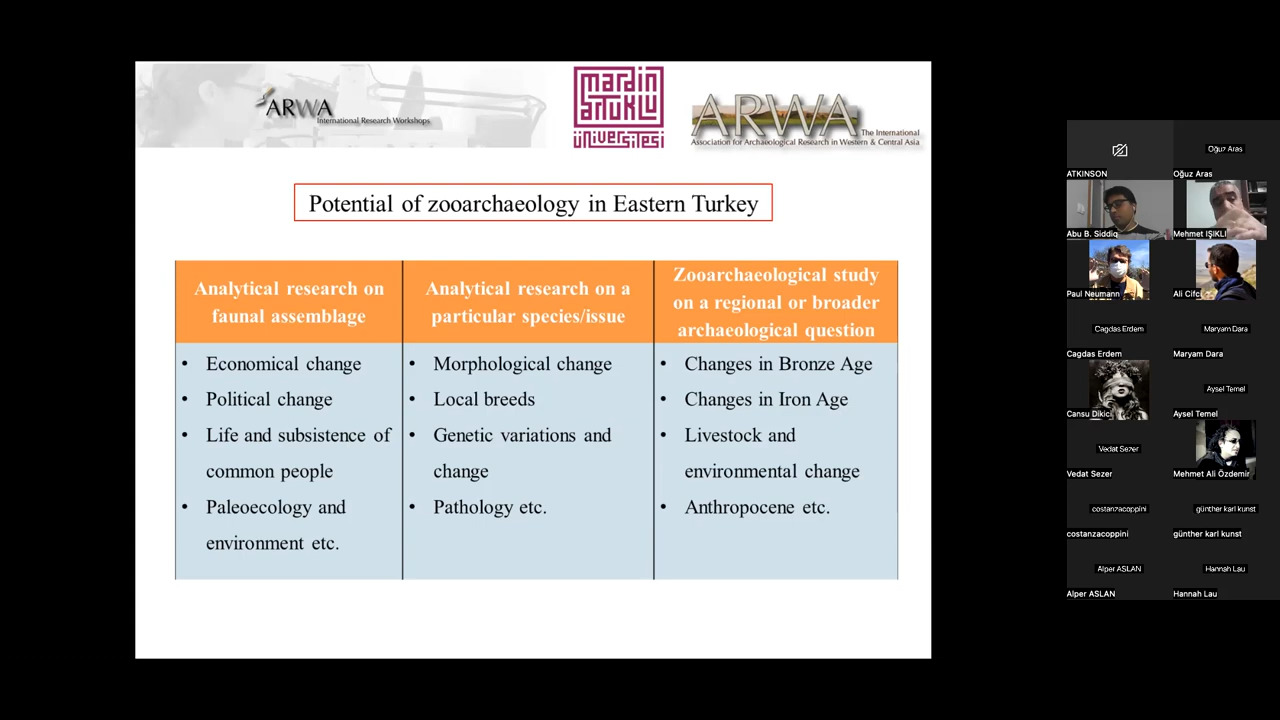 ARWA
International Research Workshops
mardin
artuklu
üniversitesi
ARWA
The International
Association for Archaeological Research in Western & Central Asia
Potential of zooarchaeology in Eastern Turkey
Analytical research on
faunal assemblage
• Economical change
• Political change
• Life and subsistence of
common people
• Paleoecology and
environment etc.
Analytical research on a
particular species/issue
• Morphological change
• Local breeds
• Genetic variations and
change
• Pathology etc.
Zooarchaeological study
on a regional or broader
archaeological question
• Changes in Bronze Age
• Changes in Iron Age
• Livestock and
environmental change
• Anthropocene etc.
ATKINSON
Oğuz Aras
Oğuz Aras
Abu B. Siddiq
Mehmet IŞIKLI
Paul Neumann
Ali Cifci
Cagdas Erdem
Cagdas Erdem
Maryam Dara
Maryam Dara
Cansu Dikici
Aysel Temel
Aysel Temel
Vedat Sezer
Vedat Sezer
Mehmet Ali Özdemir
costanzacoppini
costanzacoppini
günther karl kunst
günther karl kunst
Alper ASLAN
Alper ASLAN
Hannah Lau
Hannah Lau